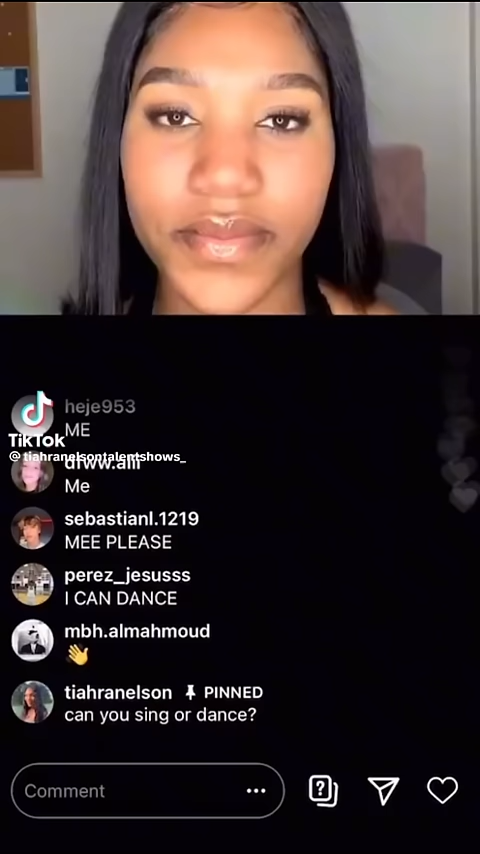 heje953
ME
TikTok
@tiahranelsontalentshows_
Me
sebastianl.1219
MEE PLEASE
perez_jesusss
I CAN DANCE
mbh.almahmoud
👋
tiahranelson 📌 PINNED
can you sing or dance?
Comment